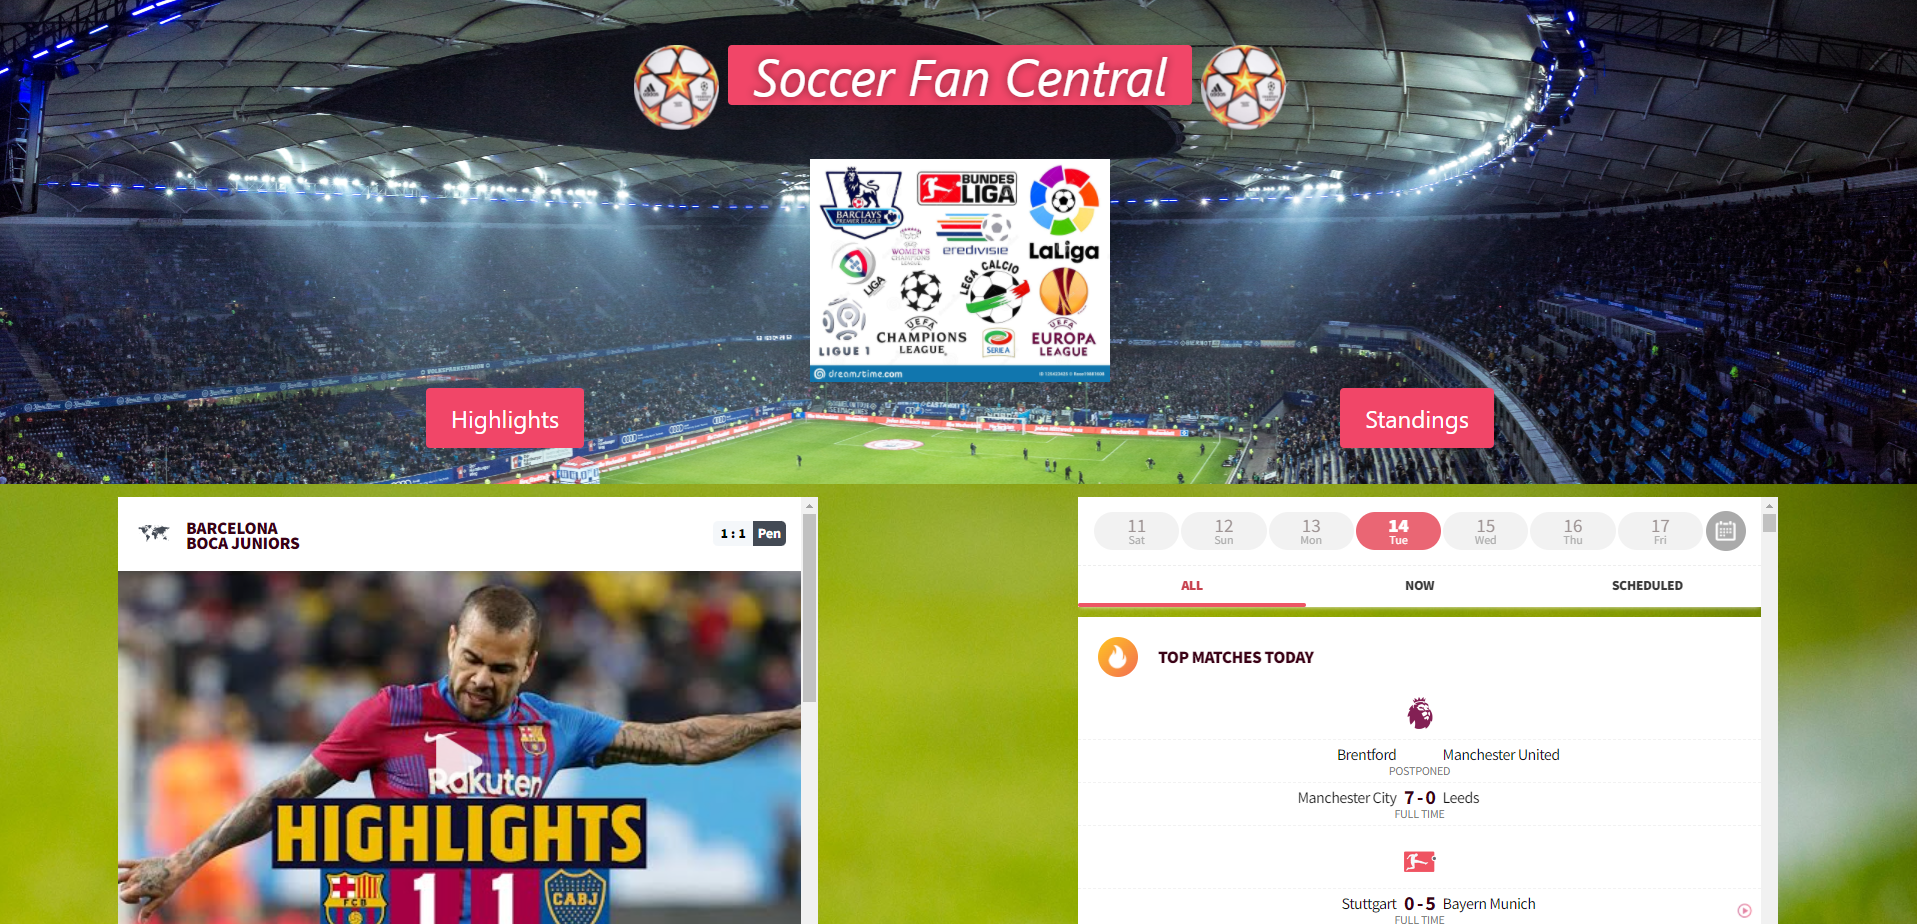 Soccer Fan Central
BARCLAYS
PREMIER LEAGUE
BUNDES
LIGA
WOMEN'S
CHAMPIONS
LEAGUE
eredivisie
LaLiga
LIGA
LEGA CALCIO
LIGUE 1
UEFA
CHAMPIONS
LEAGUE
SERIE A
UEFA
EUROPA
LEAGUE
dreamstime.com
Highlights
Standings
BARCELONA
BOCA JUNIORS
1 : 1 Pen
Rakuten
HIGHLIGHTS
FCB 1 1 CABJ
11 12 13 14 15 16 17
Sat Sun Mon Tue Wed Thu Fri
ALL NOW SCHEDULED
TOP MATCHES TODAY
Brentford Manchester United
POSTPONED
Manchester City 7 - 0 Leeds
FULL TIME
Stuttgart 0 - 5 Bayern Munich
FULL TIME